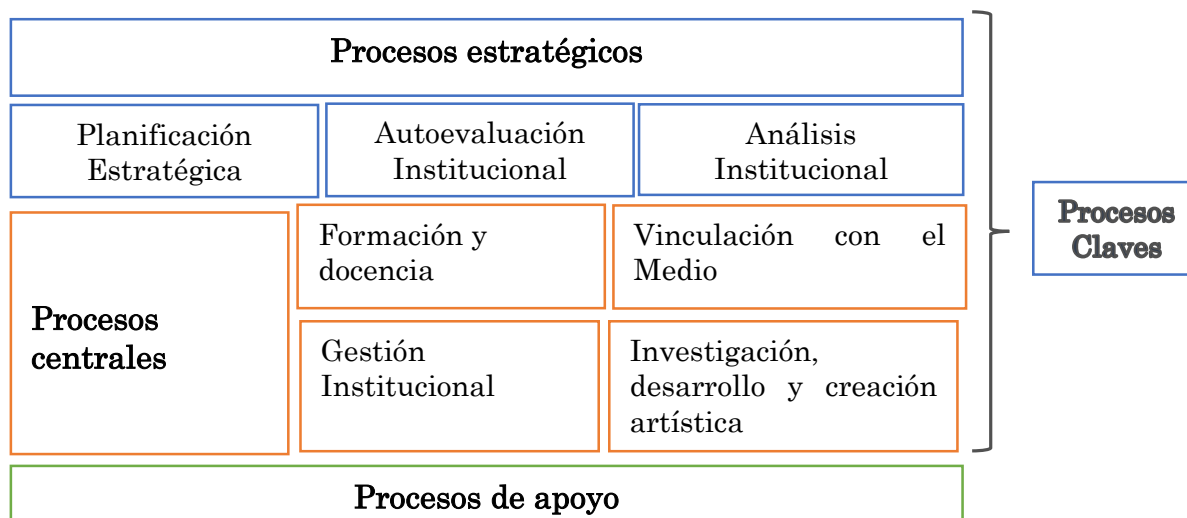 Procesos estratégicos
Planificación
Estratégica
Autoevaluación
Institucional
Análisis
Institucional
Procesos
centrales
Formación y
docencia
Vinculación con el
Medio
Gestión
Institucional
Investigación,
desarrollo y creación
artística
Procesos
Claves
Procesos de apoyo